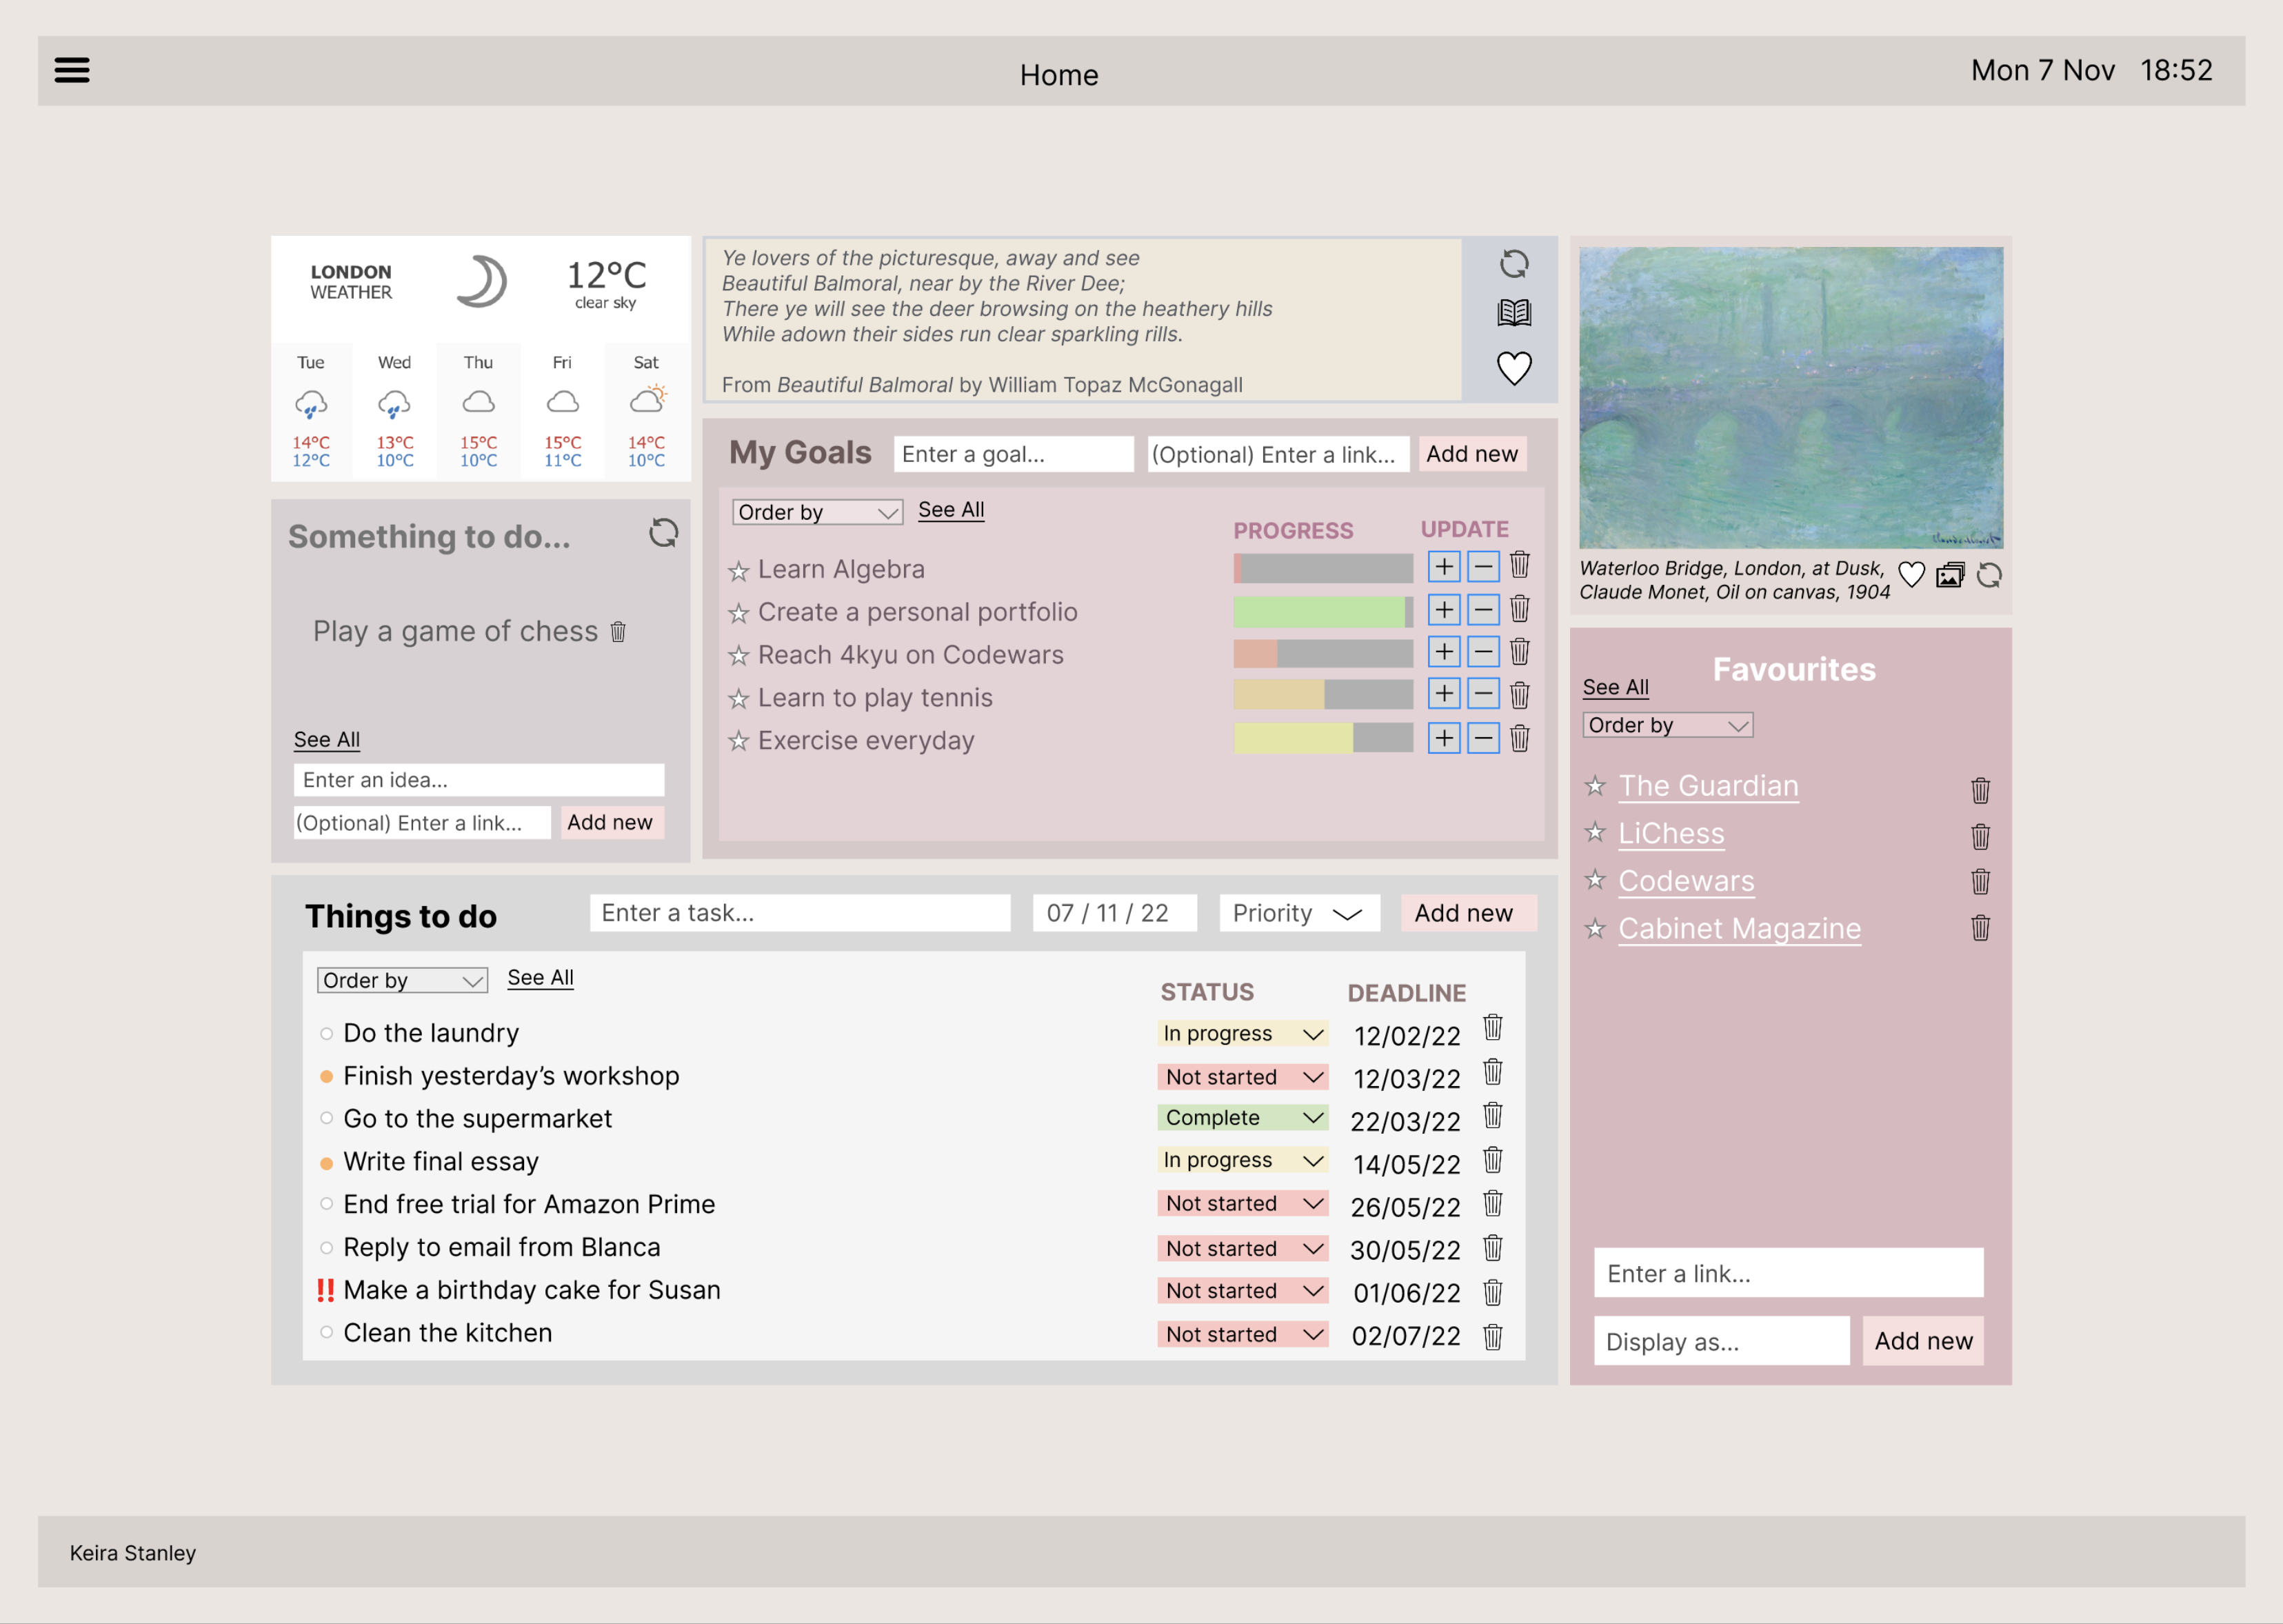 Home
Mon 7 Nov 18:52
LONDON
WEATHER
12°C
clear sky
Tue Wed Thu Fri Sat
14°C 13°C 15°C 15°C 14°C
12°C 10°C 10°C 11°C 10°C
Ye lovers of the picturesque, away and see
Beautiful Balmoral, near by the River Dee;
There ye will see the deer browsing on the heathery hills
While adown their sides run clear sparkling rills.
From Beautiful Balmoral by William Topaz McGonagall
Waterloo Bridge, London, at Dusk,
Claude Monet, Oil on canvas, 1904
Something to do...
Play a game of chess
See All
Enter an idea...
(Optional) Enter a link... Add new
My Goals Enter a goal... (Optional) Enter a link... Add new
Order by See All
PROGRESS UPDATE
Learn Algebra + −
Create a personal portfolio + −
Reach 4kyu on Codewars + −
Learn to play tennis + −
Exercise everyday + −
Favourites
See All
Order by
The Guardian
LiChess
Codewars
Cabinet Magazine
Enter a link...
Display as... Add new
Things to do Enter a task... 07 / 11 / 22 Priority Add new
Order by See All
STATUS DEADLINE
Do the laundry In progress 12/02/22
Finish yesterday’s workshop Not started 12/03/22
Go to the supermarket Complete 22/03/22
Write final essay In progress 14/05/22
End free trial for Amazon Prime Not started 26/05/22
Reply to email from Blanca Not started 30/05/22
‼ Make a birthday cake for Susan Not started 01/06/22
Clean the kitchen Not started 02/07/22
Keira Stanley